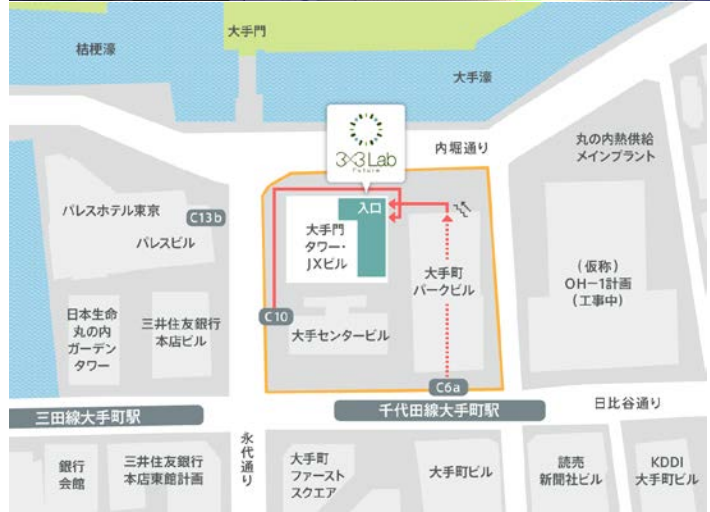 大手門
桔梗濠
大手濠
3×3 Lab
Future
内堀通り
丸の内熱供給
メインプラント
パレスホテル東京
C13b
パレスビル
入口
大手門
タワー・
JXビル
大手町
パークビル
(仮称)
OH-1計画
(工事中)
日本生命
丸の内
ガーデン
タワー
三井住友銀行
本店ビル
C10
大手センタービル
C6a
三田線大手町駅
千代田線大手町駅
日比谷通り
永代通り
銀行
会館
三井住友銀行
本店東館計画
大手町
ファースト
スクエア
大手町ビル
読売
新聞社ビル
KDDI
大手町ビル